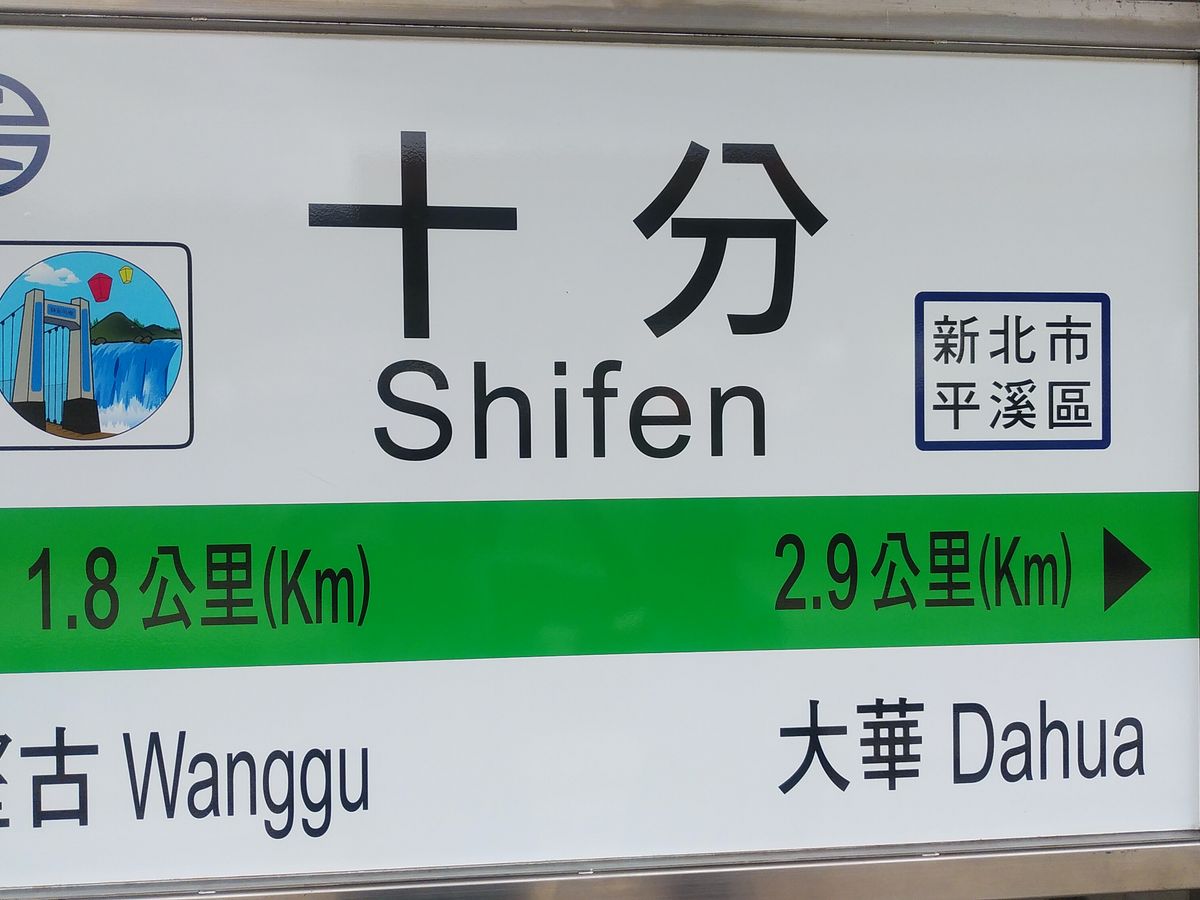 十分
Shifen
新北市
平溪區
1.8公里(Km)
2.9公里(Km)
古 Wanggu
大華 Dahua